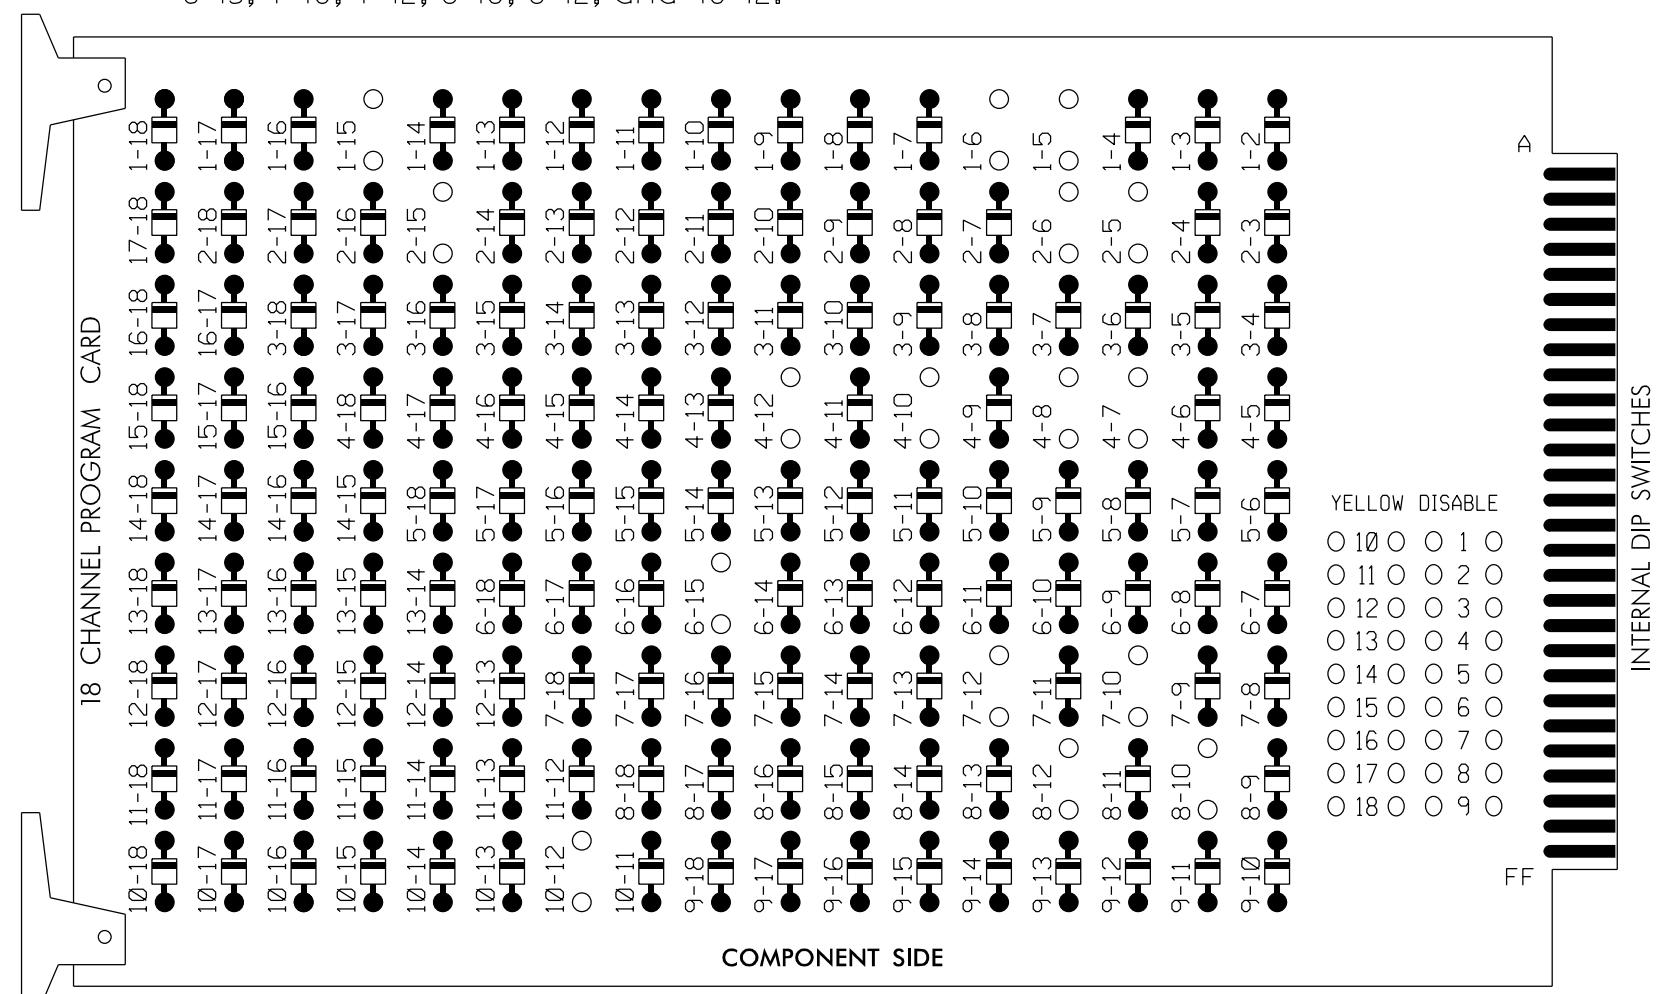 6-15, 7-10, 7-12, 8-10, 8-12, and 10-12.
1-18 1-17 1-16 1-15 1-14 1-13 1-12 1-11 1-10 1-9 1-8 1-7 1-6 1-5 1-4 1-3 1-2
A
17-18 2-18 2-17 2-16 2-15 2-14 2-13 2-12 2-11 2-10 2-9 2-8 2-7 2-6 2-5 2-4 2-3
16-18 16-17 3-18 3-17 3-16 3-15 3-14 3-13 3-12 3-11 3-10 3-9 3-8 3-7 3-6 3-5 3-4
15-18 15-17 15-16 4-18 4-17 4-16 4-15 4-14 4-13 4-12 4-11 4-10 4-9 4-8 4-7 4-6 4-5
14-18 14-17 14-16 14-15 5-18 5-17 5-16 5-15 5-14 5-13 5-12 5-11 5-10 5-9 5-8 5-7 5-6
13-18 13-17 13-16 13-15 13-14 6-18 6-17 6-16 6-15 6-14 6-13 6-12 6-11 6-10 6-9 6-8 6-7
12-18 12-17 12-16 12-15 12-14 12-13 7-18 7-17 7-16 7-15 7-14 7-13 7-12 7-11 7-10 7-9 7-8
11-18 11-17 11-16 11-15 11-14 11-13 11-12 8-18 8-17 8-16 8-15 8-14 8-13 8-12 8-11 8-10 8-9
10-18 10-17 10-16 10-15 10-14 10-13 10-12 10-11 9-18 9-17 9-16 9-15 9-14 9-13 9-12 9-11 9-10
18 CHANNEL PROGRAM CARD
YELLOW DISABLE
10 1
11 2
12 3
13 4
14 5
15 6
16 7
17 8
18 9
INTERNAL DIP SWITCHES
FF
COMPONENT SIDE